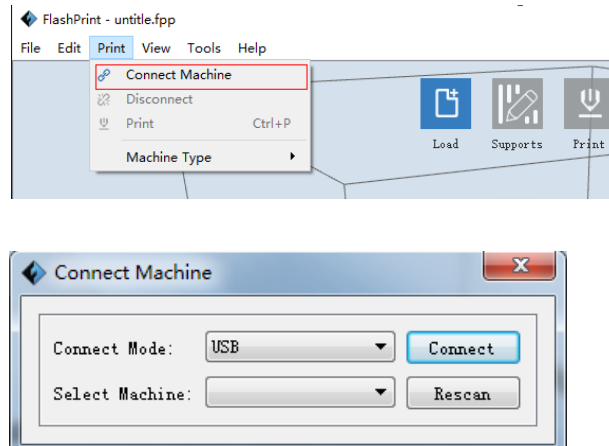 FlashPrint - untitle.fpp
File Edit Print View Tools Help
Connect Machine
Disconnect
Print Ctrl+P
Machine Type
Load Supports Print
Connect Machine
Connect Mode: USB Connect
Select Machine: Rescan